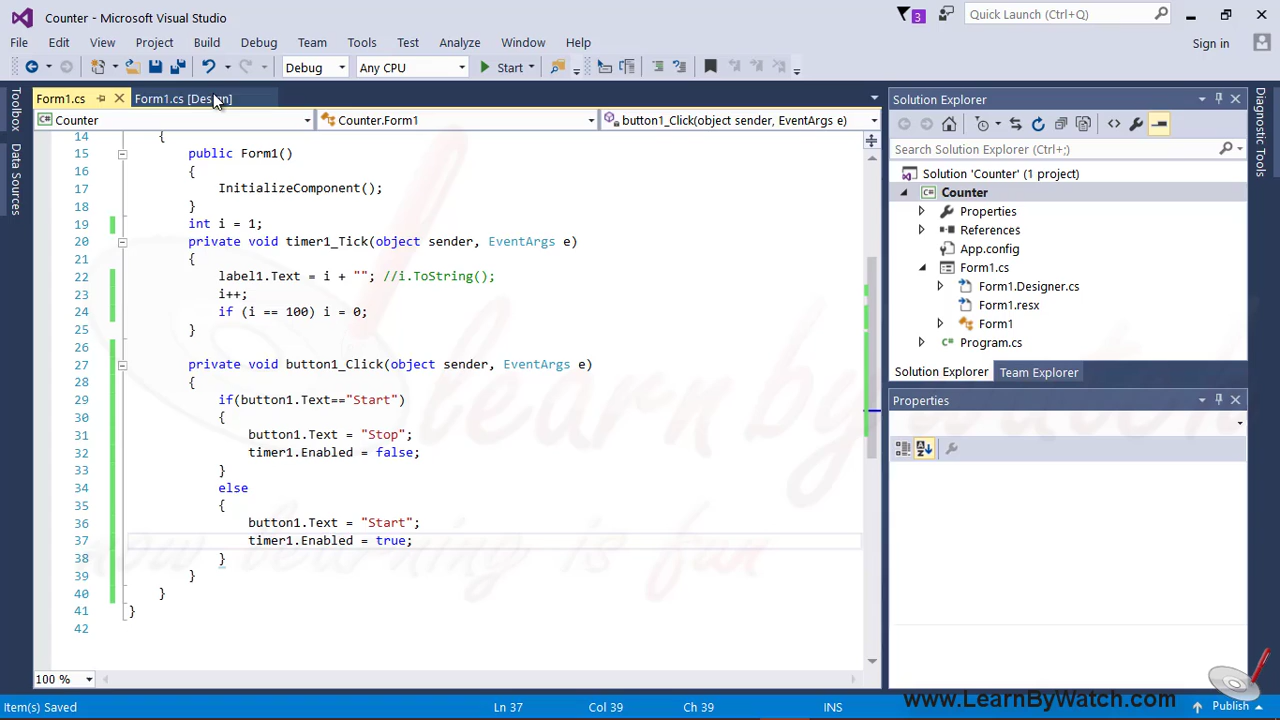 Counter - Microsoft Visual Studio
3
Quick Launch (Ctrl+Q)
File Edit View Project Build Debug Team Tools Test Analyze Window Help
Sign in
Debug Any CPU Start
Toolbox
Data Sources
Form1.cs Form1.cs [Design]
Counter Counter.Form1 button1_Click(object sender, EventArgs e)
14 {
15 public Form1()
16 {
17 InitializeComponent();
18 }
19 int i = 1;
20 private void timer1_Tick(object sender, EventArgs e)
21 {
22 label1.Text = i + ""; //i.ToString();
23 i++;
24 if (i == 100) i = 0;
25 }
26
27 private void button1_Click(object sender, EventArgs e)
28 {
29 if(button1.Text=="Start")
30 {
31 button1.Text = "Stop";
32 timer1.Enabled = false;
33 }
34 else
35 {
36 button1.Text = "Start";
37 timer1.Enabled = true;
38 }
39 }
40 }
41 }
42
100 %
Solution Explorer
Search Solution Explorer (Ctrl+;)
Solution 'Counter' (1 project)
Counter
Properties
References
App.config
Form1.cs
Form1.Designer.cs
Form1.resx
Form1
Program.cs
Solution Explorer Team Explorer
Properties
Diagnostic Tools
learnbywatch
now learning is fun
Item(s) Saved Ln 37 Col 39 Ch 39 INS Publish
www.LearnByWatch.com